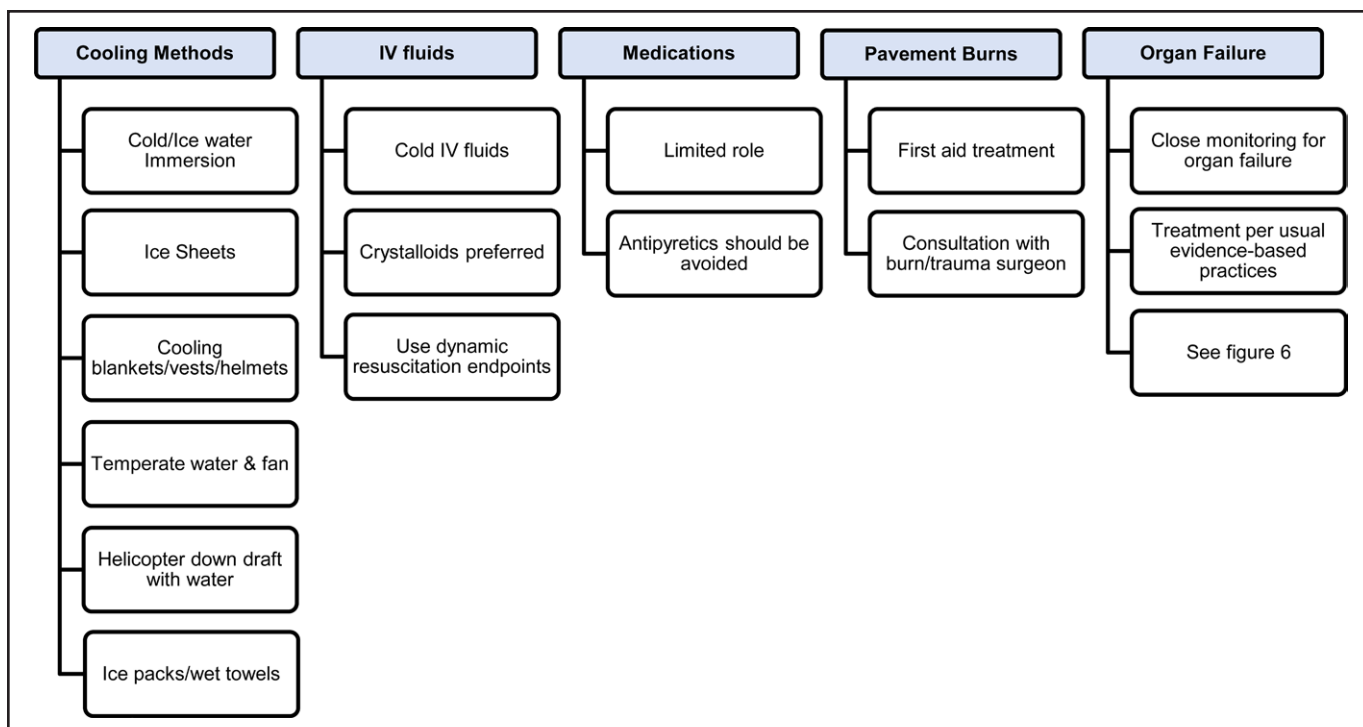 Cooling Methods
Cold/Ice water
Immersion
Ice Sheets
Cooling
blankets/vests/helmets
Temperate water & fan
Helicopter down draft
with water
Ice packs/wet towels
IV fluids
Cold IV fluids
Crystalloids preferred
Use dynamic
resuscitation endpoints
Medications
Limited role
Antipyretics should be
avoided
Pavement Burns
First aid treatment
Consultation with
burn/trauma surgeon
Organ Failure
Close monitoring for
organ failure
Treatment per usual
evidence-based
practices
See figure 6